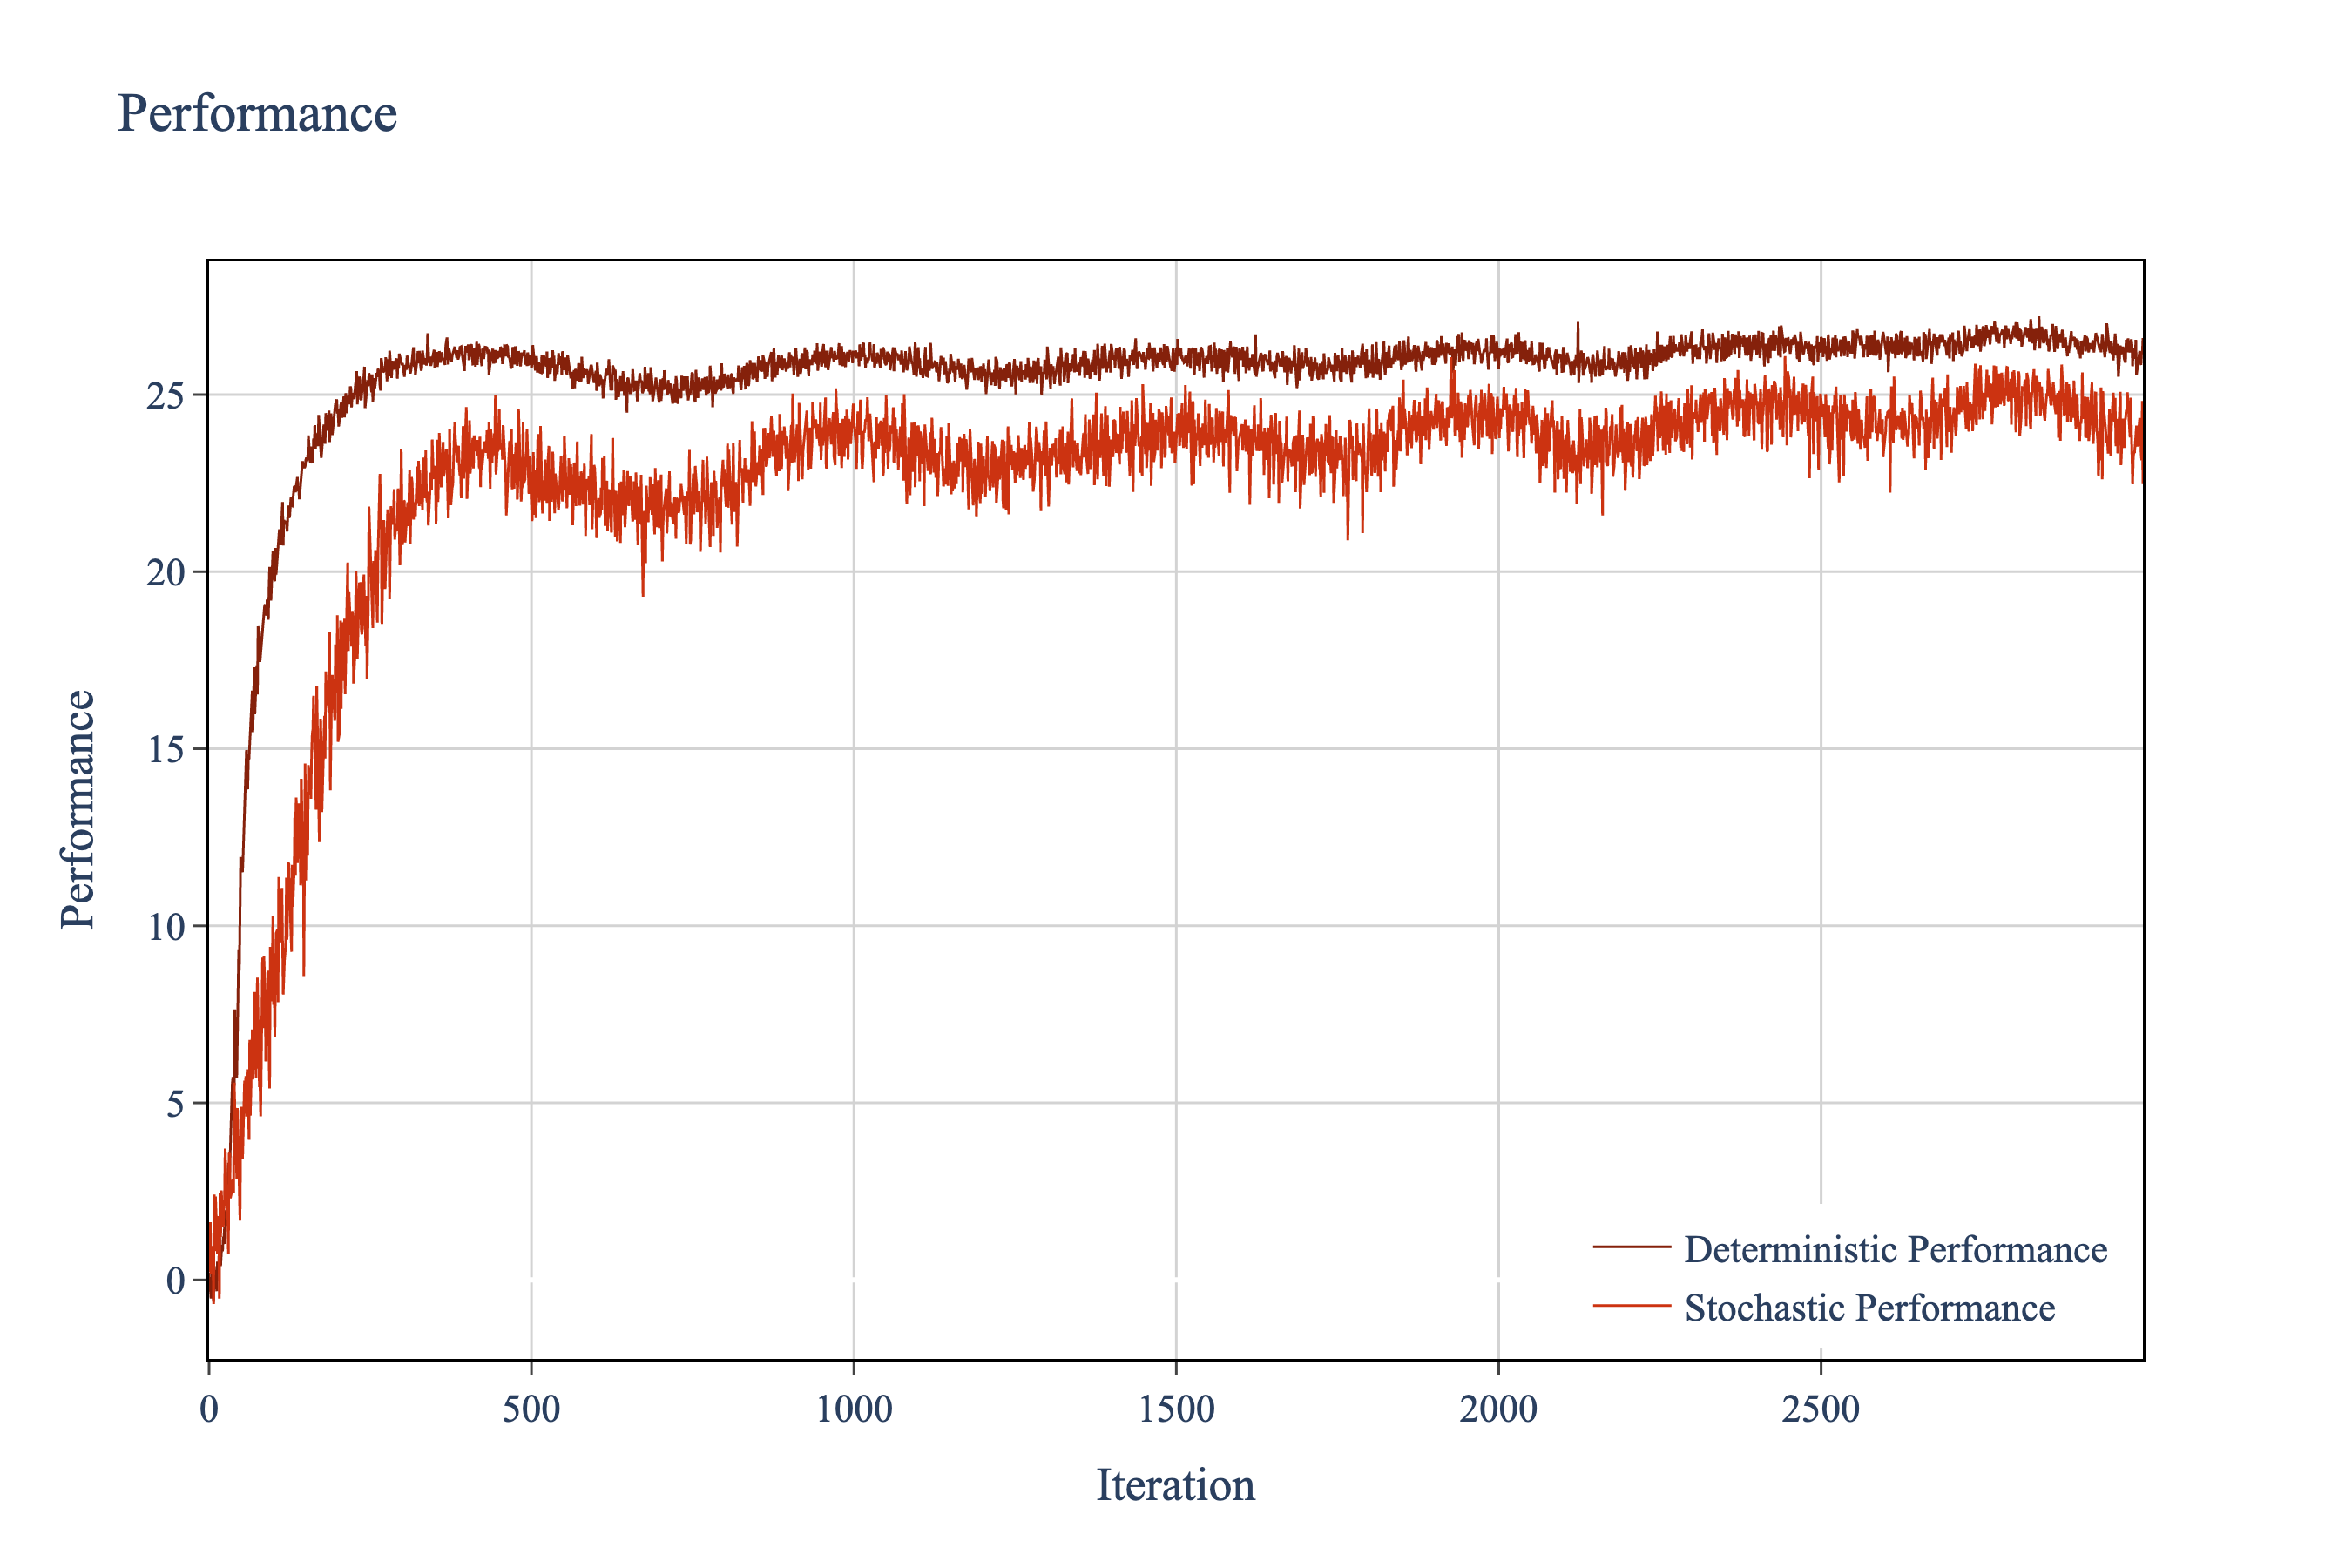 Performance
Performance
25
20
15
10
5
0
0 500 1000 1500 2000 2500
Iteration
Deterministic Performance
Stochastic Performance